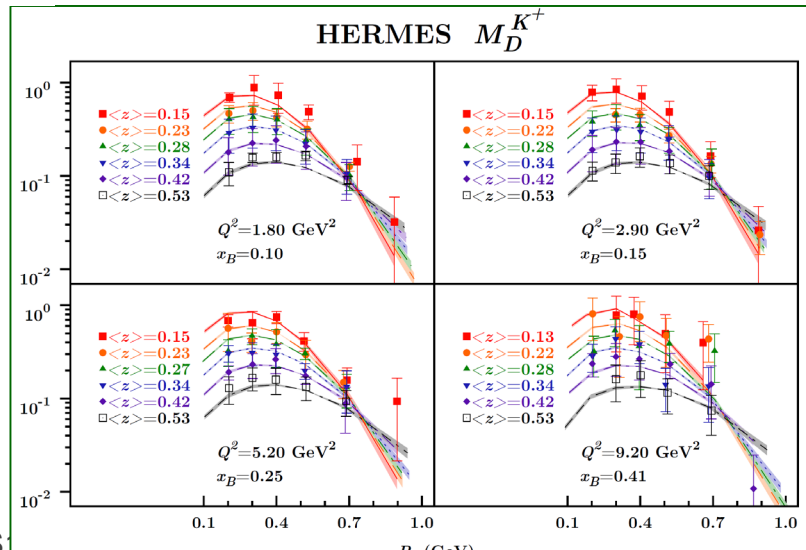 HERMES M_D^{K^+}
10^0
10^{-1}
10^{-2}
<z>=0.15
<z>=0.23
<z>=0.28
<z>=0.34
<z>=0.42
<z>=0.53
Q^2=1.80 GeV^2
x_B=0.10
<z>=0.15
<z>=0.22
<z>=0.28
<z>=0.34
<z>=0.42
<z>=0.53
Q^2=2.90 GeV^2
x_B=0.15
10^0
10^{-1}
10^{-2}
<z>=0.15
<z>=0.23
<z>=0.27
<z>=0.34
<z>=0.42
<z>=0.53
Q^2=5.20 GeV^2
x_B=0.25
<z>=0.13
<z>=0.22
<z>=0.28
<z>=0.34
<z>=0.42
<z>=0.53
Q^2=9.20 GeV^2
x_B=0.41
0.1 0.4 0.7 1.0
0.1 0.4 0.7 1.0
(GeV)